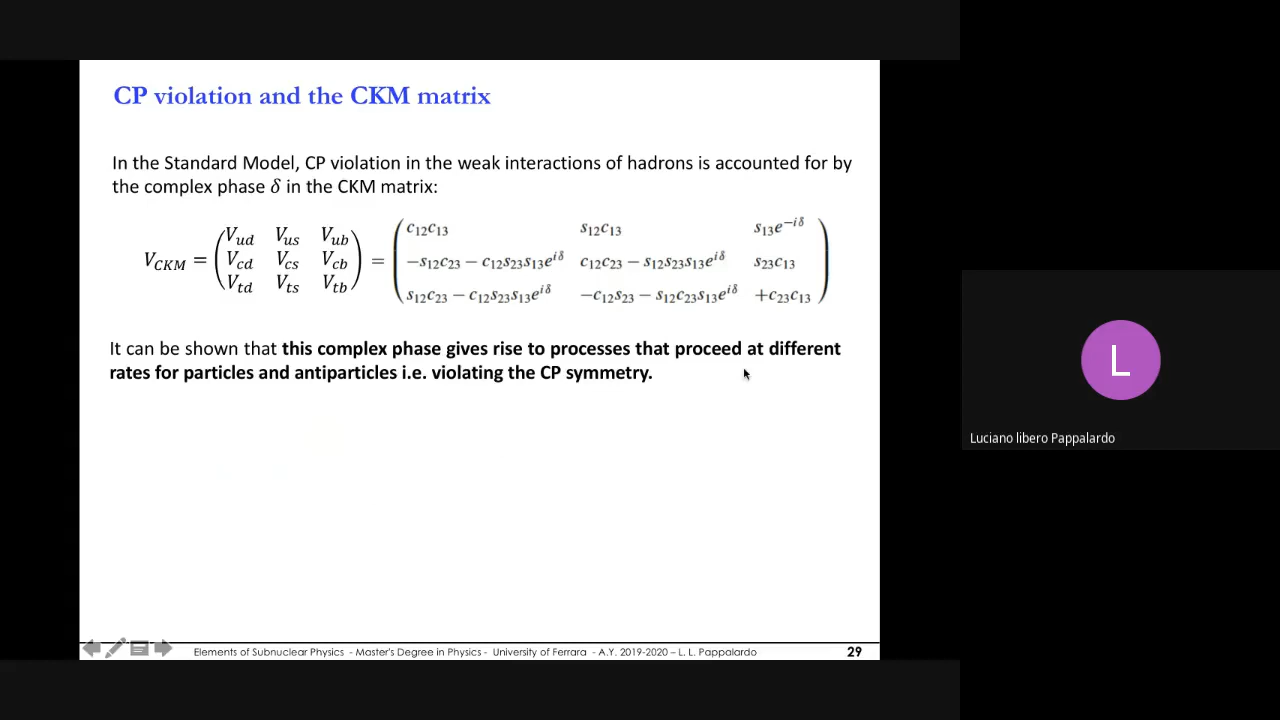 CP violation and the CKM matrix
In the Standard Model, CP violation in the weak interactions of hadrons is accounted for by
the complex phase δ in the CKM matrix:
V_CKM = (V_ud V_us V_ub; V_cd V_cs V_cb; V_td V_ts V_tb) = (c₁₂c₁₃ s₁₂c₁₃ s₁₃e^{−iδ}; −s₁₂c₂₃ − c₁₂s₂₃s₁₃e^{iδ} c₁₂c₂₃ − s₁₂s₂₃s₁₃e^{iδ} s₂₃c₁₃; s₁₂c₂₃ − c₁₂s₂₃s₁₃e^{iδ} −c₁₂s₂₃ − s₁₂c₂₃s₁₃e^{iδ} +c₂₃c₁₃)
It can be shown that this complex phase gives rise to processes that proceed at different
rates for particles and antiparticles i.e. violating the CP symmetry.
L
Luciano libero Pappalardo
Elements of Subnuclear Physics - Master's Degree in Physics - University of Ferrara - A.Y. 2019-2020 – L. L. Pappalardo 29